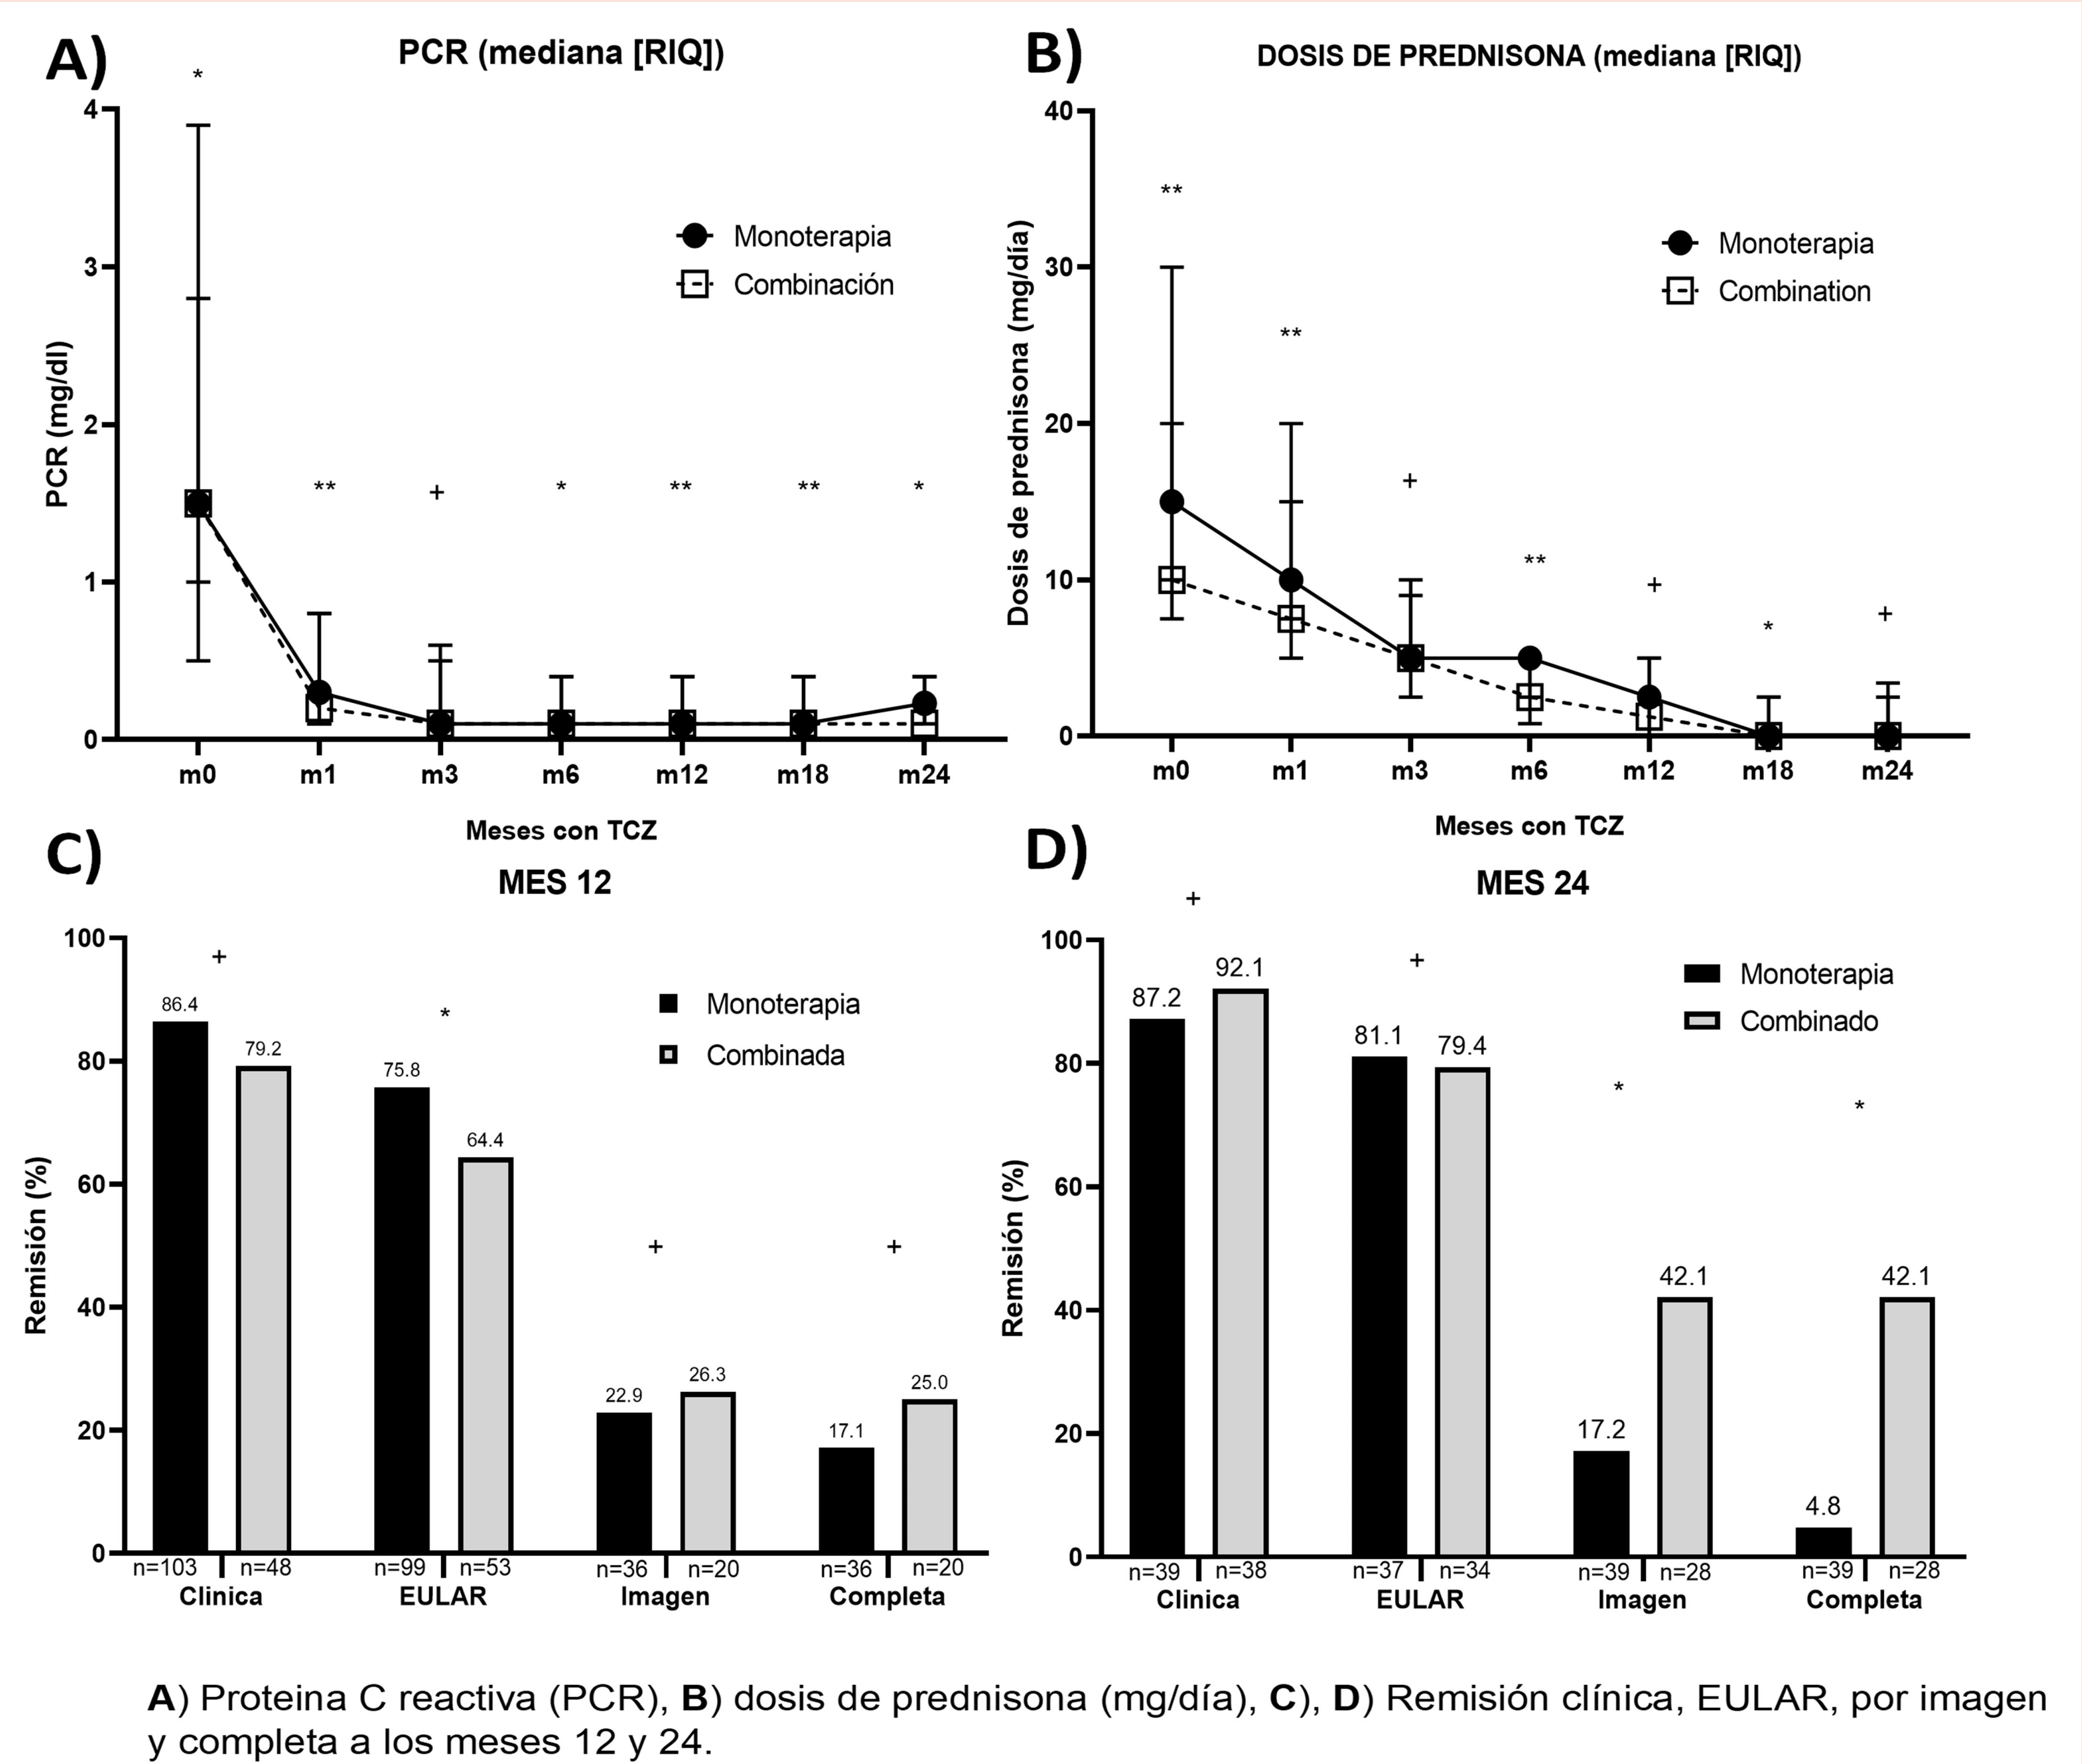 A)
PCR (mediana [RIQ])
*
4
3
2
1
0
PCR (mg/dl)
Monoterapia
Combinación
** + * ** ** *
m0 m1 m3 m6 m12 m18 m24
Meses con TCZ
B)
DOSIS DE PREDNISONA (mediana [RIQ])
40
30
20
10
0
Dosis de prednisona (mg/día)
Monoterapia
Combination
** ** + ** + * +
m0 m1 m3 m6 m12 m18 m24
Meses con TCZ
C)
MES 12
100
80
60
40
20
0
Remisión (%)
Monoterapia
Combinada
+ * + +
86.4 79.2 75.8 64.4 22.9 26.3 17.1 25.0
n=103 n=48 n=99 n=53 n=36 n=20 n=36 n=20
Clinica EULAR Imagen Completa
D)
MES 24
100
80
60
40
20
0
Remisión (%)
Monoterapia
Combinado
+ + * *
87.2 92.1 81.1 79.4 17.2 42.1 4.8 42.1
n=39 n=38 n=37 n=34 n=39 n=28 n=39 n=28
Clinica EULAR Imagen Completa
A) Proteina C reactiva (PCR), B) dosis de prednisona (mg/día), C), D) Remisión clínica, EULAR, por imagen
y completa a los meses 12 y 24.